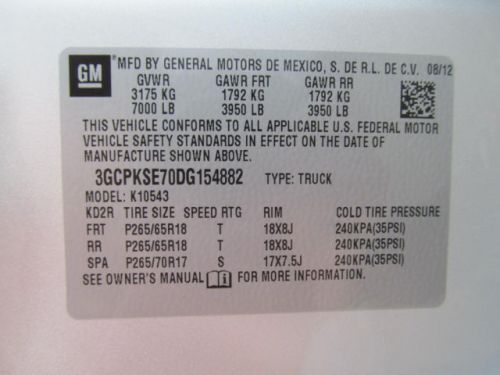 GM MFD BY GENERAL MOTORS DE MEXICO, S. DE R.L. DE C.V. 08/12
GVWR GAWR FRT GAWR RR
3175 KG 1792 KG 1792 KG
7000 LB 3950 LB 3950 LB
THIS VEHICLE CONFORMS TO ALL APPLICABLE U.S. FEDERAL MOTOR
VEHICLE SAFETY STANDARDS IN EFFECT ON THE DATE OF
MANUFACTURE SHOWN ABOVE.
3GCPKSE70DG154882 TYPE: TRUCK
MODEL: K10543
KD2R TIRE SIZE SPEED RTG RIM COLD TIRE PRESSURE
FRT P265/65R18 T 18X8J 240KPA(35PSI)
RR P265/65R18 T 18X8J 240KPA(35PSI)
SPA P265/70R17 S 17X7.5J 240KPA(35PSI)
SEE OWNER'S MANUAL FOR MORE INFORMATION.